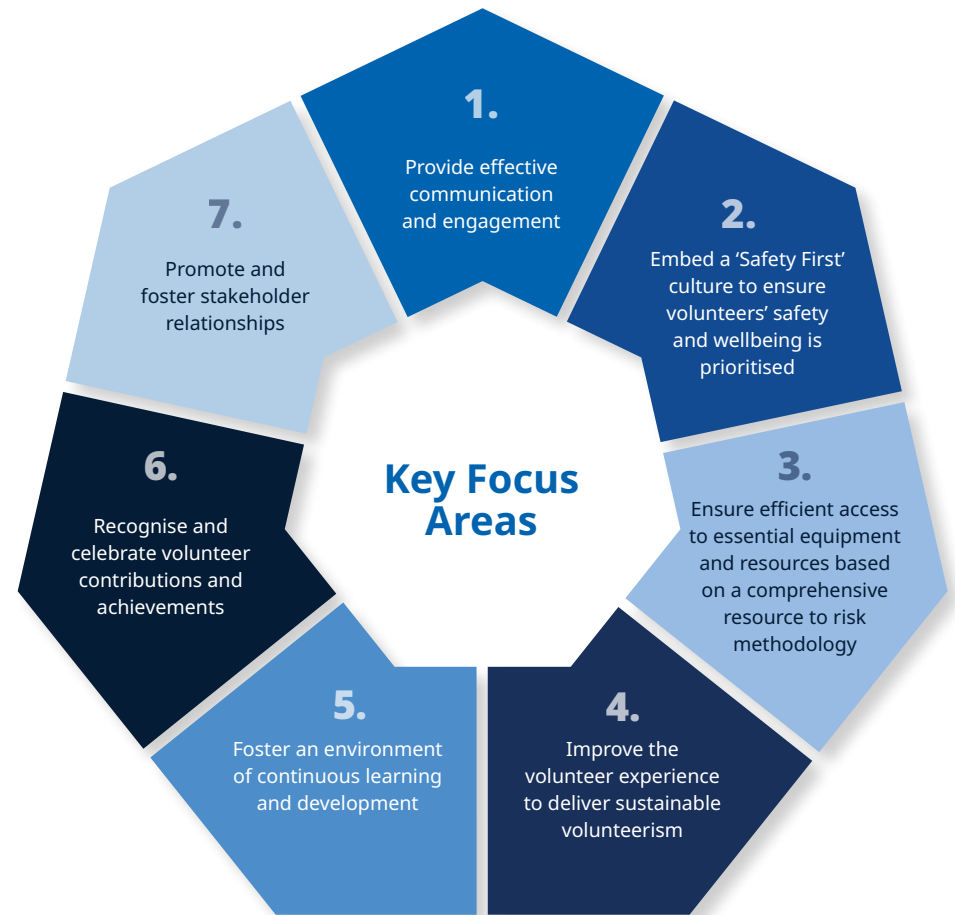 1.
Provide effective
communication
and engagement
2.
Embed a ‘Safety First’
culture to ensure
volunteers’ safety
and wellbeing is
prioritised
3.
Ensure efficient access
to essential equipment
and resources based
on a comprehensive
resource to risk
methodology
4.
Improve the
volunteer experience
to deliver sustainable
volunteerism
5.
Foster an environment
of continuous learning
and development
6.
Recognise and
celebrate volunteer
contributions and
achievements
7.
Promote and
foster stakeholder
relationships
Key Focus
Areas